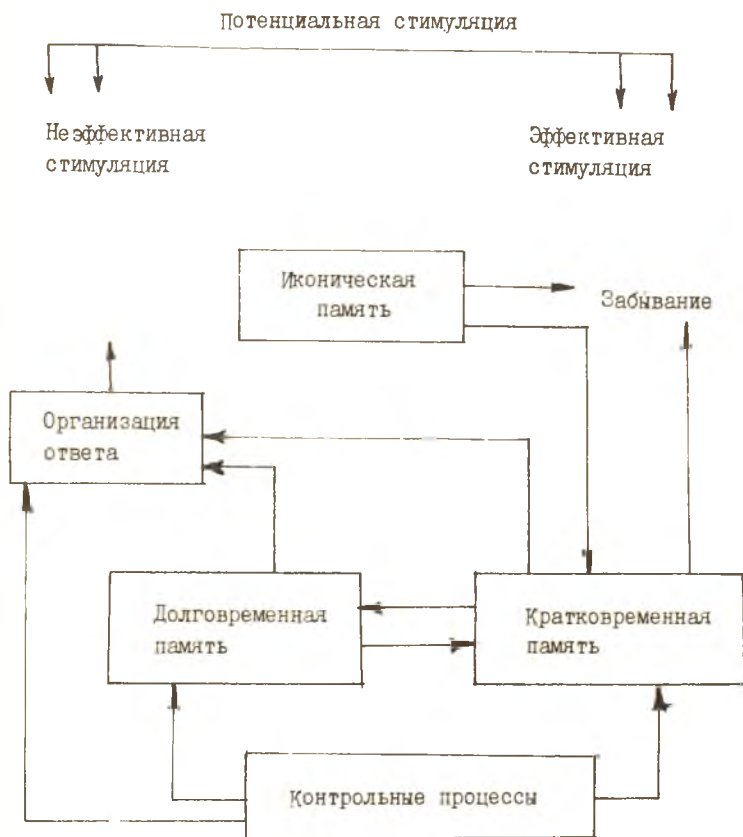 Потенциальная стимуляция
Неэффективная
стимуляция
Эффективная
стимуляция
Иконическая
память
Забывание
Организация
ответа
Долговременная
память
Кратковременная
память
Контрольные процессы